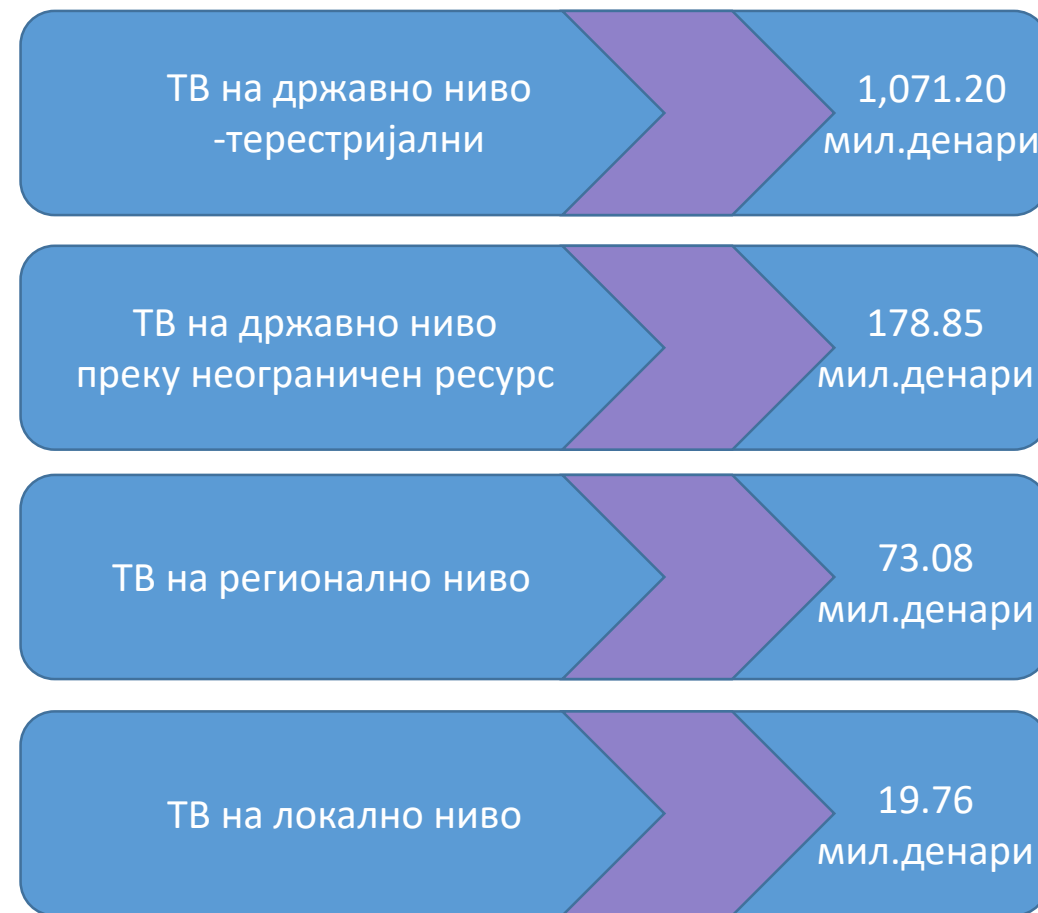 ТВ на државно ниво
-терестријални
1,071.20
мил.денари
ТВ на државно ниво
преку неограничен ресурс
178.85
мил.денари
ТВ на регионално ниво
73.08
мил.денари
ТВ на локално ниво
19.76
мил.денари